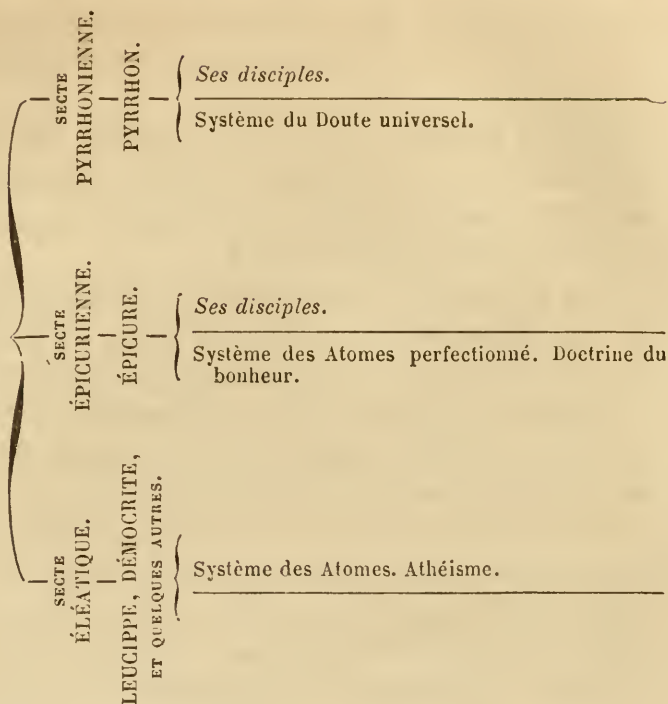 SECTE
PYRRHONIENNE.
PYRRHON.
Ses disciples.
Système du Doute universel.
SECTE
ÉPICURIENNE.
ÉPICURE.
Ses disciples.
Système des Atomes perfectionné. Doctrine du
bonheur.
SECTE
ÉLÉATIQUE.
LEUCIPPE, DÉMOCRITE,
ET QUELQUES AUTRES.
Système des Atomes. Athéisme.